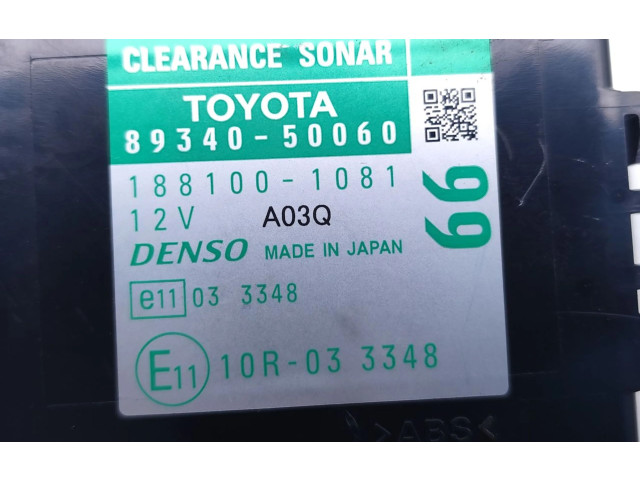 CLEARANCE SONAR
TOYOTA
89340-50060
188100-1081
12V A03Q
DENSO MADE IN JAPAN
e11 03 3348
E11 10R-03 3348
99
>ABS<